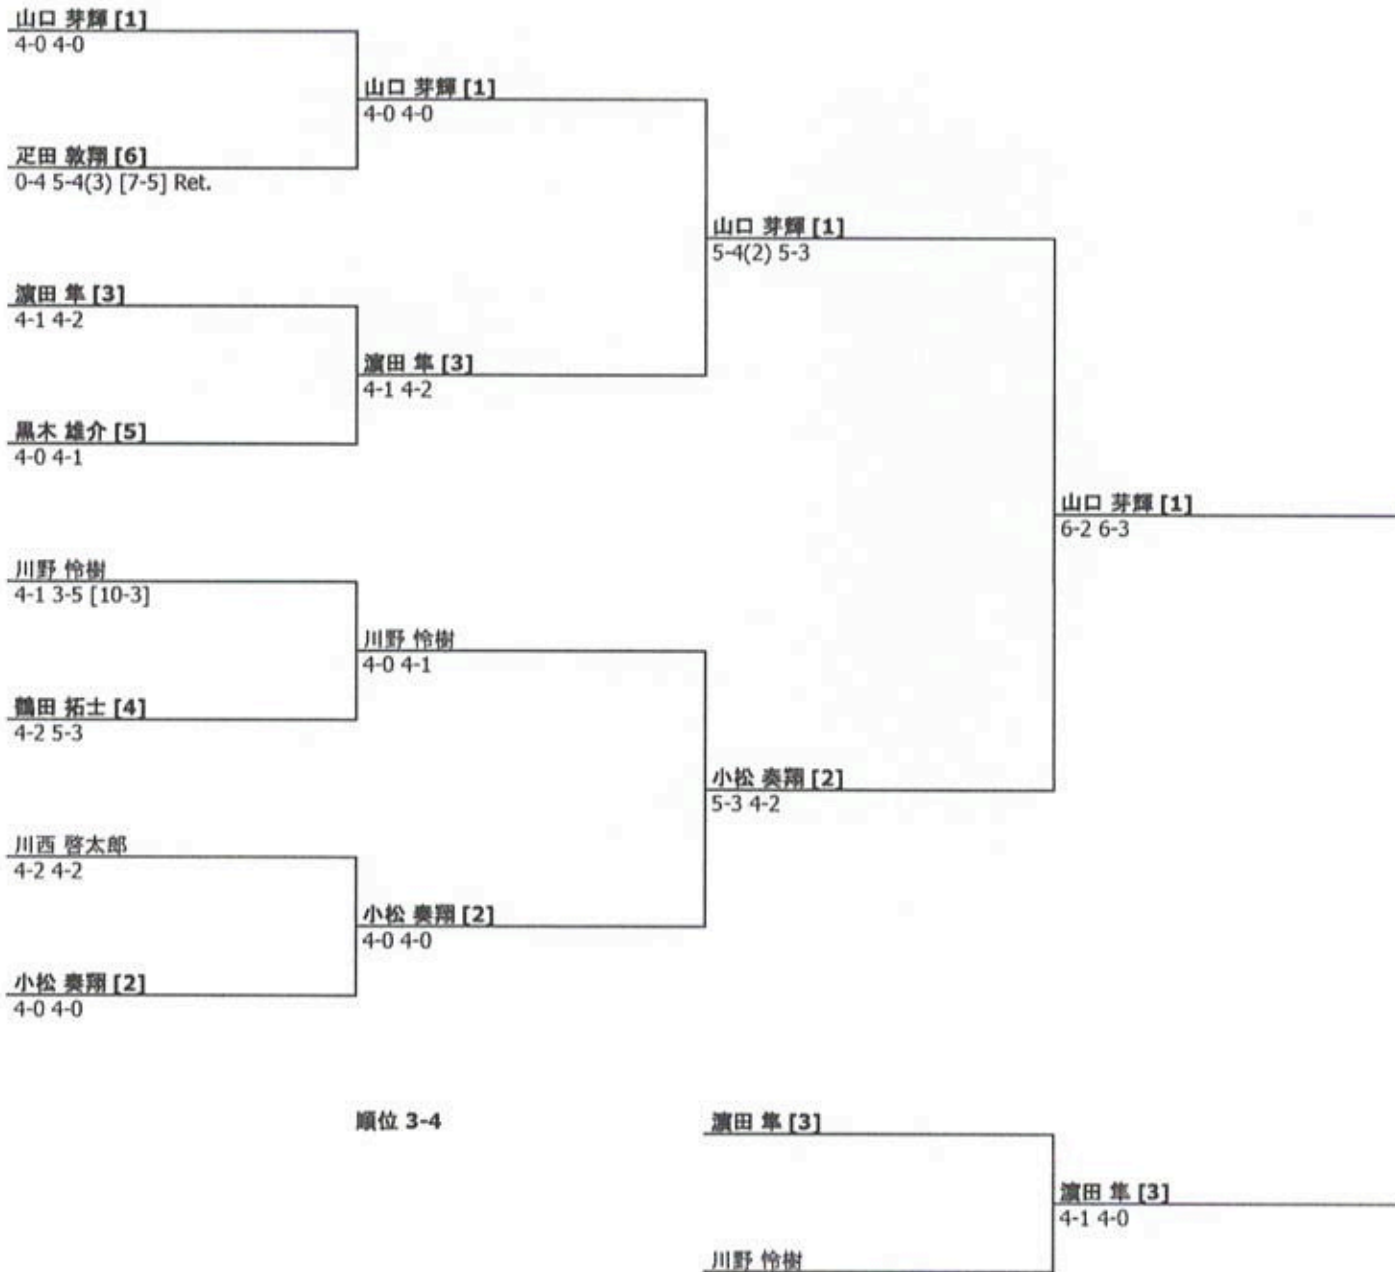 山口 芽輝 [1]
4-0 4-0
山口 芽輝 [1]
4-0 4-0
疋田 敦翔 [6]
0-4 5-4(3) [7-5] Ret.
山口 芽輝 [1]
5-4(2) 5-3
濵田 隼 [3]
4-1 4-2
濵田 隼 [3]
4-1 4-2
黒木 雄介 [5]
4-0 4-1
山口 芽輝 [1]
6-2 6-3
川野 怜樹
4-1 3-5 [10-3]
川野 怜樹
4-0 4-1
鶴田 拓士 [4]
4-2 5-3
小松 奏翔 [2]
5-3 4-2
川西 啓太郎
4-2 4-2
小松 奏翔 [2]
4-0 4-0
小松 奏翔 [2]
4-0 4-0
順位 3-4
濵田 隼 [3]
濵田 隼 [3]
4-1 4-0
川野 怜樹